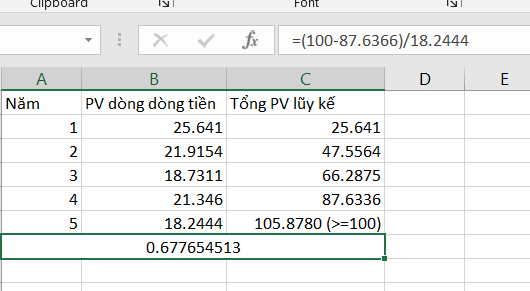 Clipboard Font
fx =(100-87.6366)/18.2444
A B C D E
Năm PV dòng dòng tiền Tổng PV lũy kế
1 25.641 25.641
2 21.9154 47.5564
3 18.7311 66.2875
4 21.346 87.6336
5 18.2444 105.8780 (>=100)
0.677654513